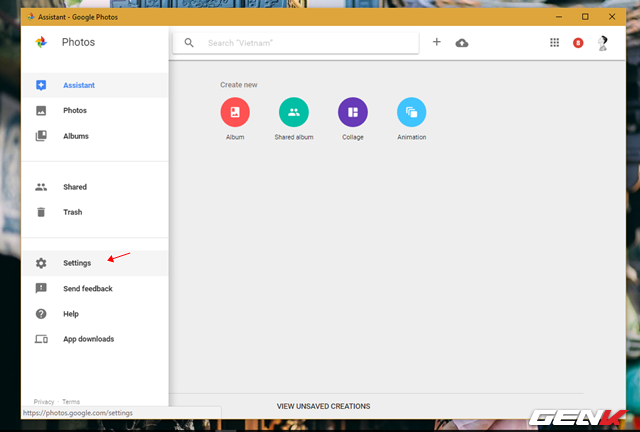 Assistant - Google Photos
Photos
Search "Vietnam"
8
Assistant
Photos
Albums
Shared
Trash
Settings
Send feedback
Help
App downloads
Privacy · Terms
https://photos.google.com/settings
Create new
Album
Shared album
Collage
Animation
VIEW UNSAVED CREATIONS
GENK